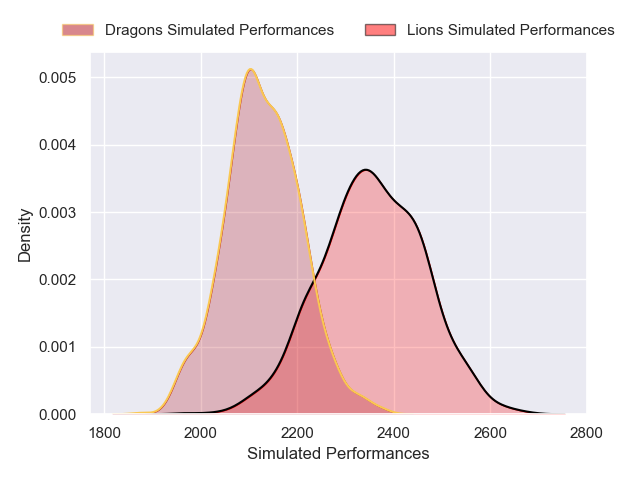 Dragons Simulated Performances
Lions Simulated Performances
0.005
0.004
0.003
0.002
0.001
0.000
Density
1800 2000 2200 2400 2600 2800
Simulated Performances